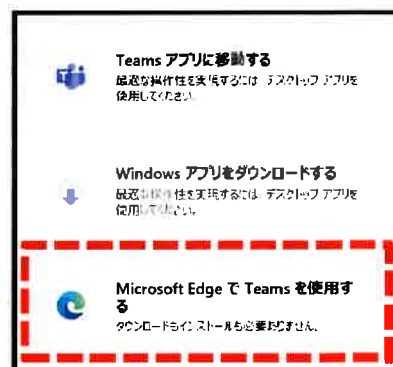 Teams アプリに移動する
最適な操作性を実現するには デスクトップ アプリを
使用してください。
Windows アプリをダウンロードする
最適な操作性を実現するには デスクトップ アプリを
使用してください。
Microsoft Edge で Teams を使用す
る
ダウンロードもインストールも必要ありません。